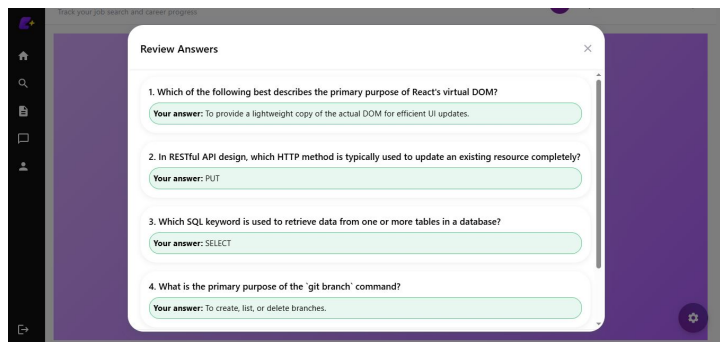 Track your job search and career progress
Review Answers
1. Which of the following best describes the primary purpose of React's virtual DOM?
Your answer: To provide a lightweight copy of the actual DOM for efficient UI updates.
2. In RESTful API design, which HTTP method is typically used to update an existing resource completely?
Your answer: PUT
3. Which SQL keyword is used to retrieve data from one or more tables in a database?
Your answer: SELECT
4. What is the primary purpose of the `git branch` command?
Your answer: To create, list, or delete branches.